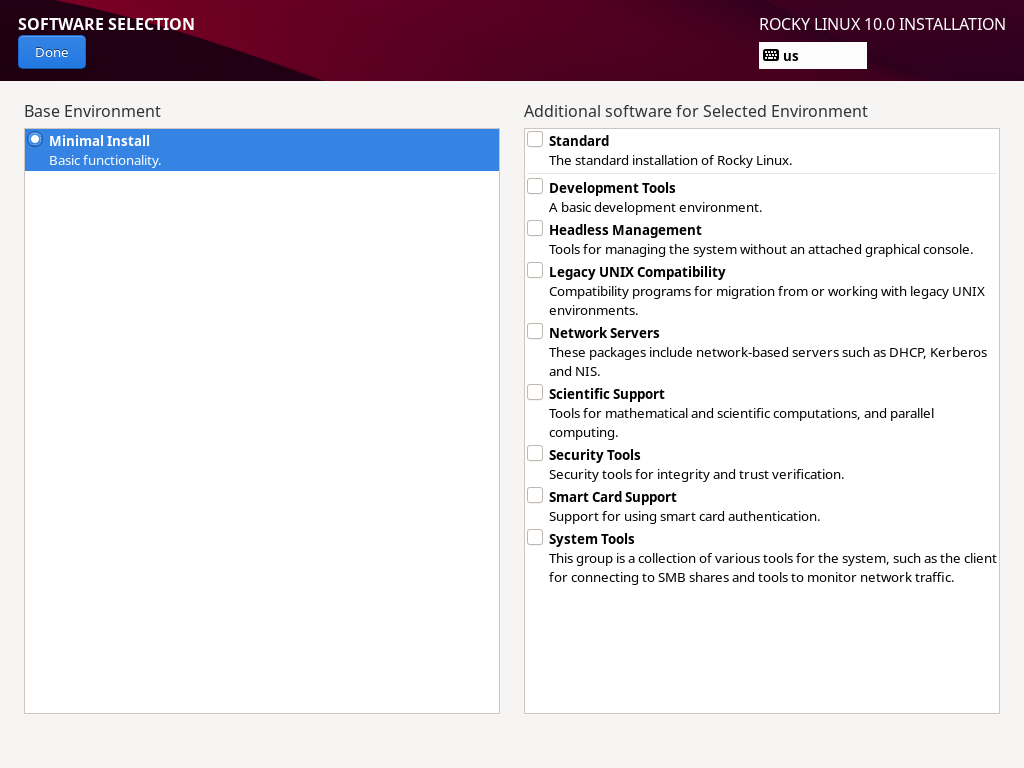 SOFTWARE SELECTION
ROCKY LINUX 10.0 INSTALLATION
Done
us
Base Environment
Minimal Install
Basic functionality.
Additional software for Selected Environment
Standard
The standard installation of Rocky Linux.
Development Tools
A basic development environment.
Headless Management
Tools for managing the system without an attached graphical console.
Legacy UNIX Compatibility
Compatibility programs for migration from or working with legacy UNIX
environments.
Network Servers
These packages include network-based servers such as DHCP, Kerberos
and NIS.
Scientific Support
Tools for mathematical and scientific computations, and parallel
computing.
Security Tools
Security tools for integrity and trust verification.
Smart Card Support
Support for using smart card authentication.
System Tools
This group is a collection of various tools for the system, such as the client
for connecting to SMB shares and tools to monitor network traffic.